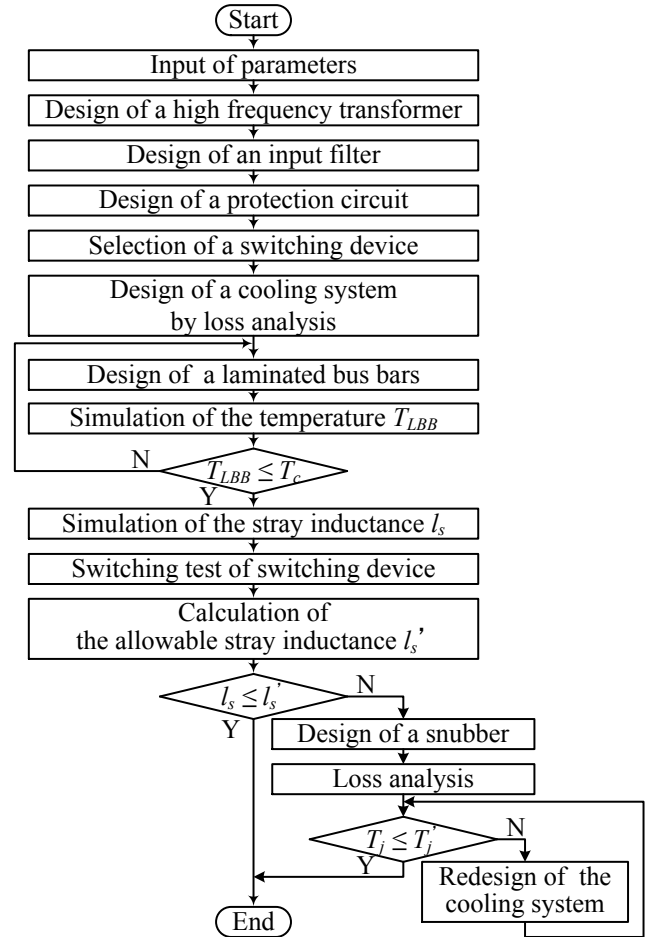 Start
Input of parameters
Design of a high frequency transformer
Design of an input filter
Design of a protection circuit
Selection of a switching device
Design of a cooling system
by loss analysis
Design of a laminated bus bars
Simulation of the temperature T_LBB
N
T_LBB ≤ T_c
Y
Simulation of the stray inductance l_s
Switching test of switching device
Calculation of
the allowable stray inductance l_s'
l_s ≤ l_s'
N
Y
Design of a snubber
Loss analysis
T_j ≤ T_j'
N
Y
Redesign of the
cooling system
End